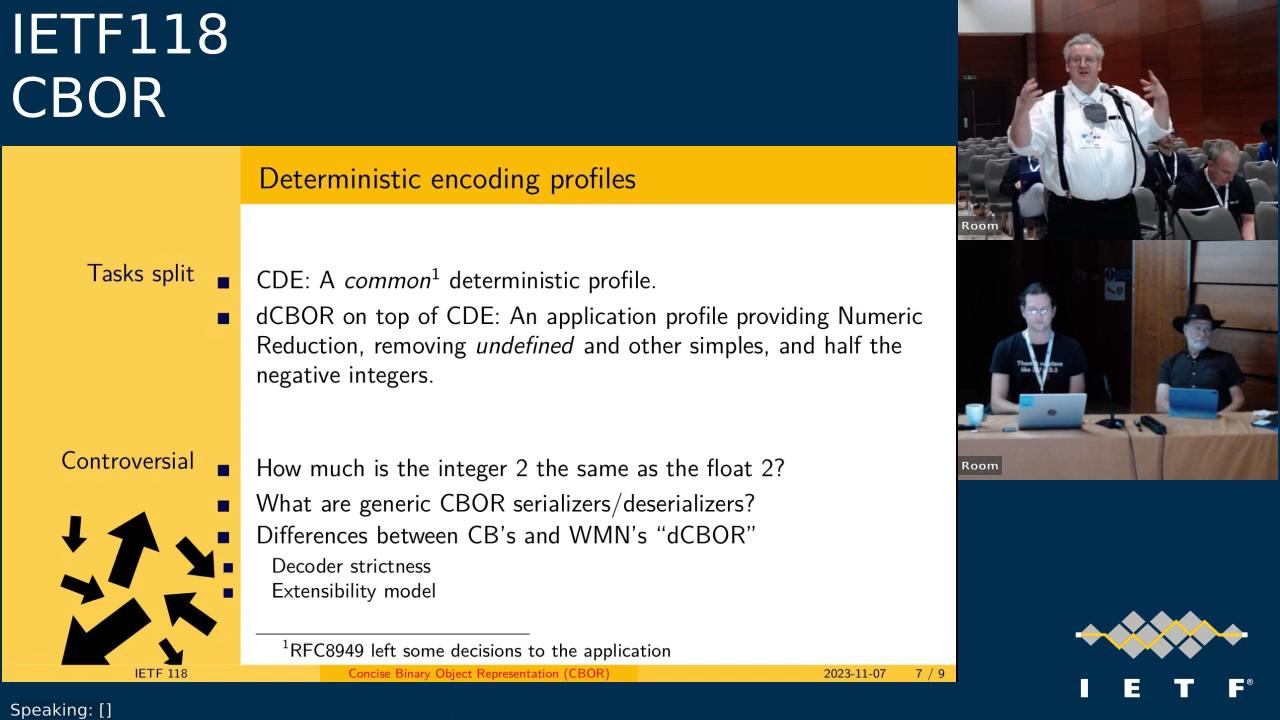 IETF118
CBOR
Deterministic encoding profiles
Tasks split
CDE: A common¹ deterministic profile.
dCBOR on top of CDE: An application profile providing Numeric
Reduction, removing undefined and other simples, and half the
negative integers.
Controversial
How much is the integer 2 the same as the float 2?
What are generic CBOR serializers/deserializers?
Differences between CB's and WMN's “dCBOR”
Decoder strictness
Extensibility model
¹RFC8949 left some decisions to the application
IETF 118
Concise Binary Object Representation (CBOR)
2023-11-07
7 / 9
Room
Room
I E T F®
Speaking: []